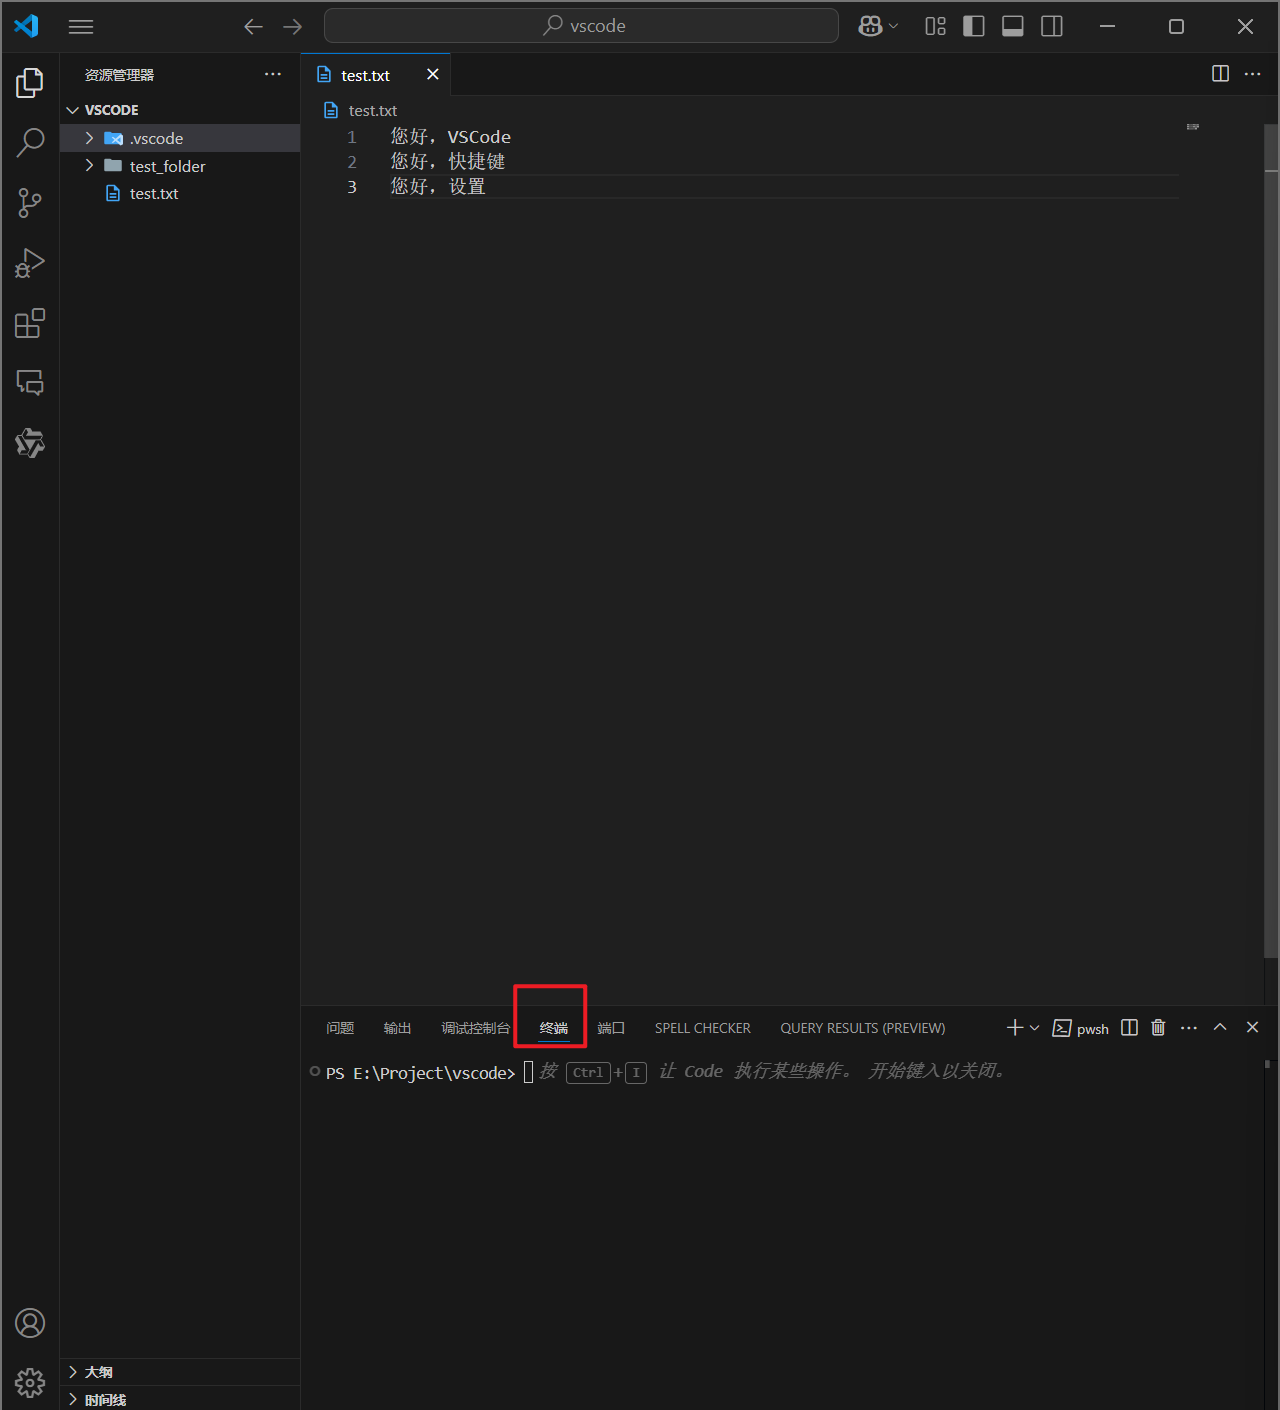 vscode
资源管理器
VSCODE
.vscode
test_folder
test.txt
大纲
时间线
test.txt
test.txt
1 您好，VSCode
2 您好，快捷键
3 您好，设置
问题 输出 调试控制台 终端 端口 SPELL CHECKER QUERY RESULTS (PREVIEW) pwsh
PS E:\Project\vscode> 按 Ctrl+I 让 Code 执行某些操作。 开始键入以关闭。